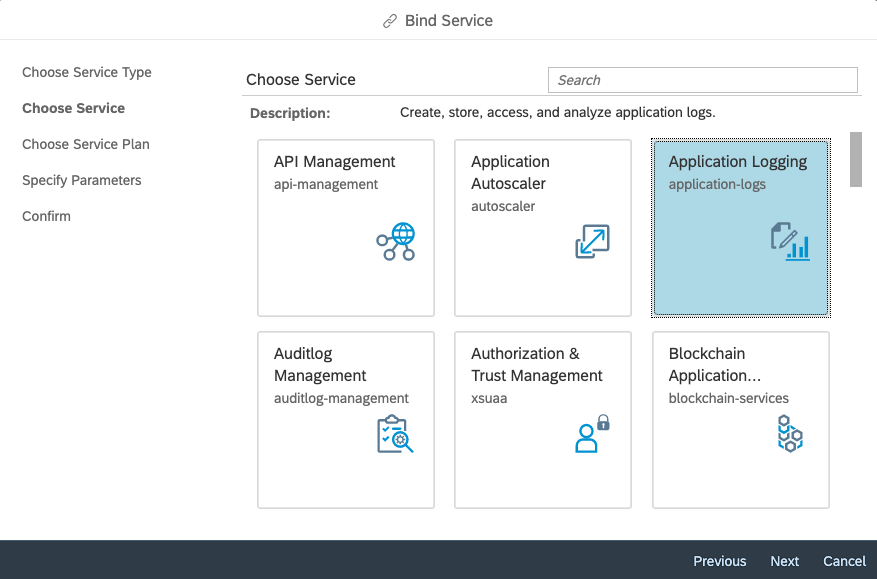 Bind Service
Choose Service Type
Choose Service
Choose Service Plan
Specify Parameters
Confirm
Choose Service
Search
Description:
Create, store, access, and analyze application logs.
API Management
api-management
Application
Autoscaler
autoscaler
Application Logging
application-logs
Auditlog
Management
auditlog-management
Authorization &
Trust Management
xsuaa
Blockchain
Application...
blockchain-services
Previous
Next
Cancel